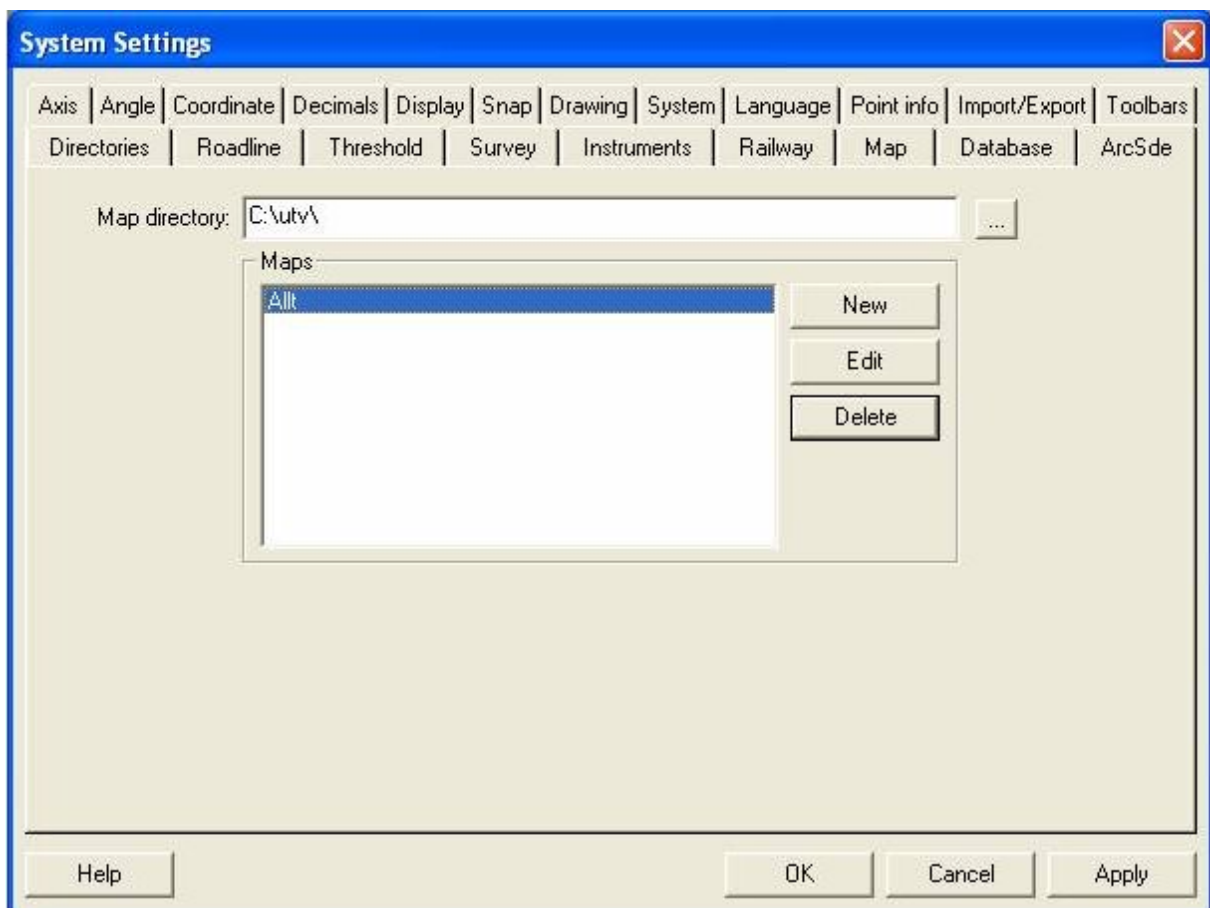 System Settings
Axis Angle Coordinate Decimals Display Snap Drawing System Language Point info Import/Export Toolbars
Directories Roadline Threshold Survey Instruments Railway Map Database ArcSde
Map directory: C:\utv\ ...
Maps
Allt
New
Edit
Delete
Help OK Cancel Apply